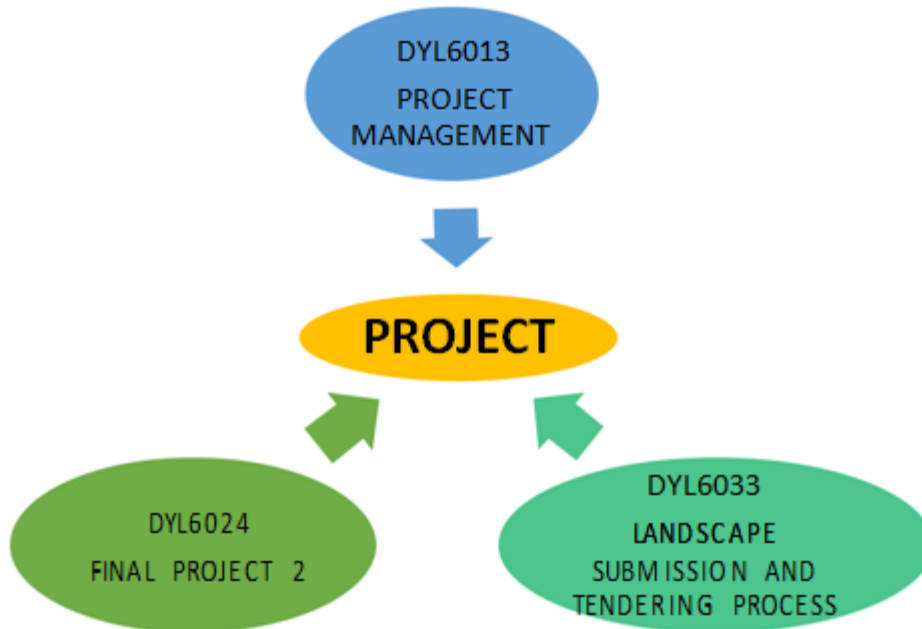 DYL6013
PROJECT
MANAGEMENT
PROJECT
DYL6024
FINAL PROJECT 2
DYL6033
LANDSCAPE
SUBMISSION AND
TENDERING PROCESS